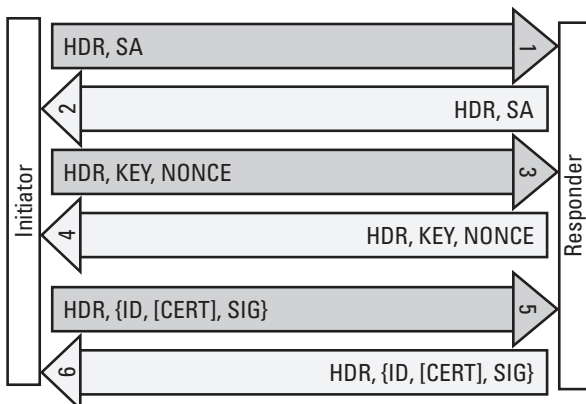 Initiator
Responder
HDR, SA
1
2
HDR, SA
HDR, KEY, NONCE
3
4
HDR, KEY, NONCE
HDR, {ID, [CERT], SIG}
5
6
HDR, {ID, [CERT], SIG}